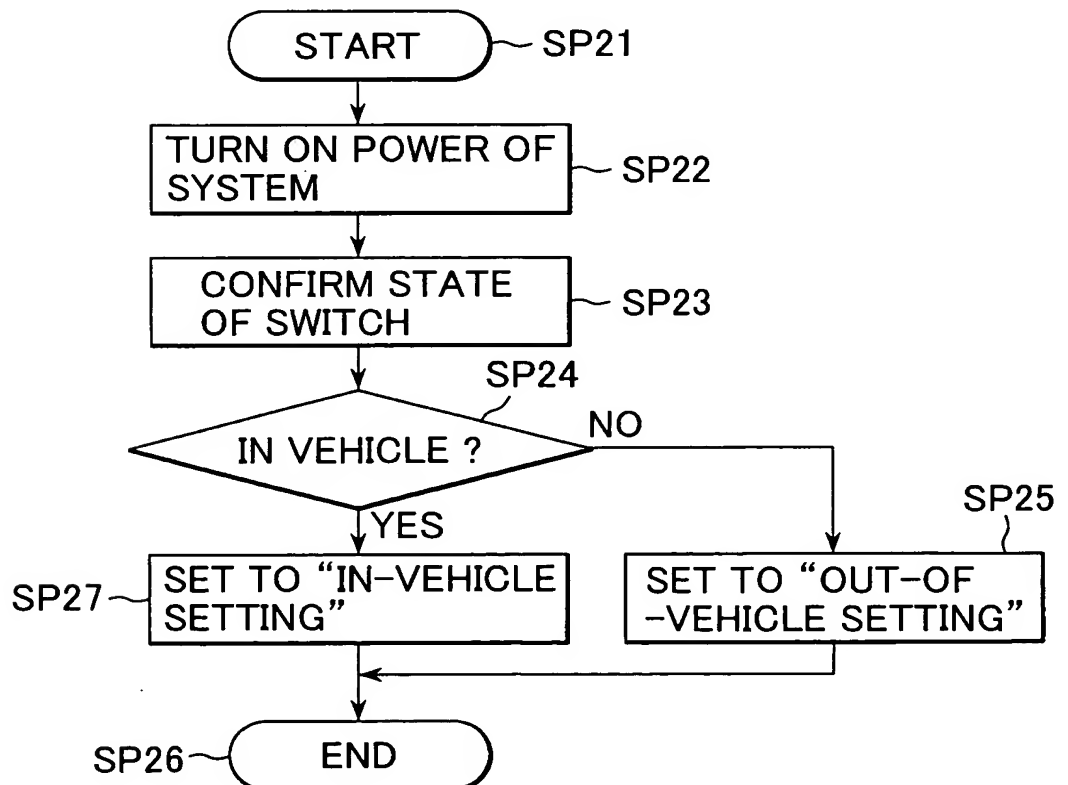 START
SP21
TURN ON POWER OF
SYSTEM
SP22
CONFIRM STATE
OF SWITCH
SP23
SP24
IN VEHICLE ?
NO
YES
SP25
SP27
SET TO “IN-VEHICLE
SETTING”
SET TO “OUT-OF
-VEHICLE SETTING”
SP26
END